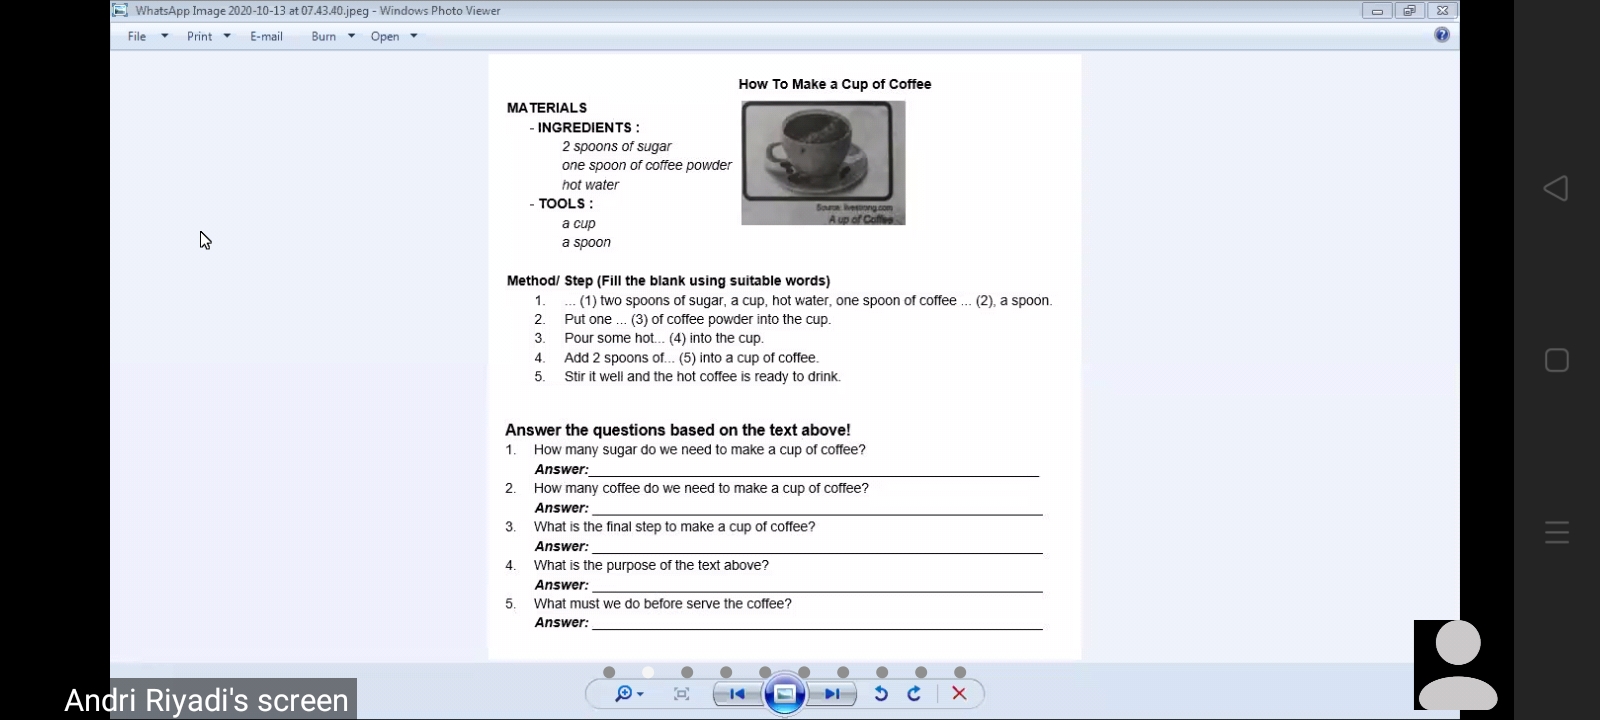 WhatsApp Image 2020-10-13 at 07.43.40.jpeg - Windows Photo Viewer
File Print E-mail Burn Open
How To Make a Cup of Coffee
MATERIALS
- INGREDIENTS :
2 spoons of sugar
one spoon of coffee powder
hot water
- TOOLS :
a cup
a spoon
Source: livestrong.com
A up of Coffee
Method/ Step (Fill the blank using suitable words)
1. ... (1) two spoons of sugar, a cup, hot water, one spoon of coffee ... (2), a spoon.
2. Put one ... (3) of coffee powder into the cup.
3. Pour some hot... (4) into the cup.
4. Add 2 spoons of... (5) into a cup of coffee.
5. Stir it well and the hot coffee is ready to drink.
Answer the questions based on the text above!
1. How many sugar do we need to make a cup of coffee?
Answer:
2. How many coffee do we need to make a cup of coffee?
Answer:
3. What is the final step to make a cup of coffee?
Answer:
4. What is the purpose of the text above?
Answer:
5. What must we do before serve the coffee?
Answer:
Andri Riyadi's screen